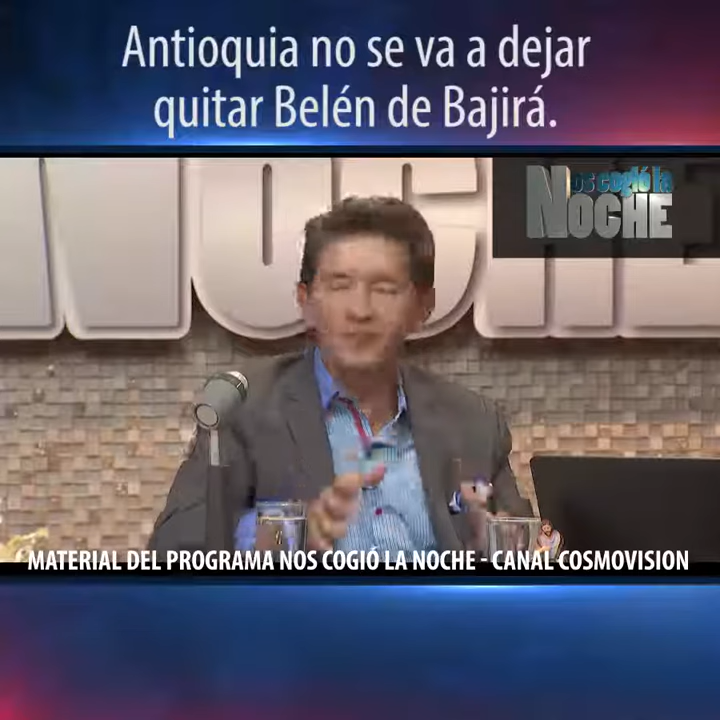 Antioquia no se va a dejar
quitar Belén de Bajirá.
Nos cogió la
NOCHE
NOCHE
MATERIAL DEL PROGRAMA NOS COGIÓ LA NOCHE - CANAL COSMOVISION